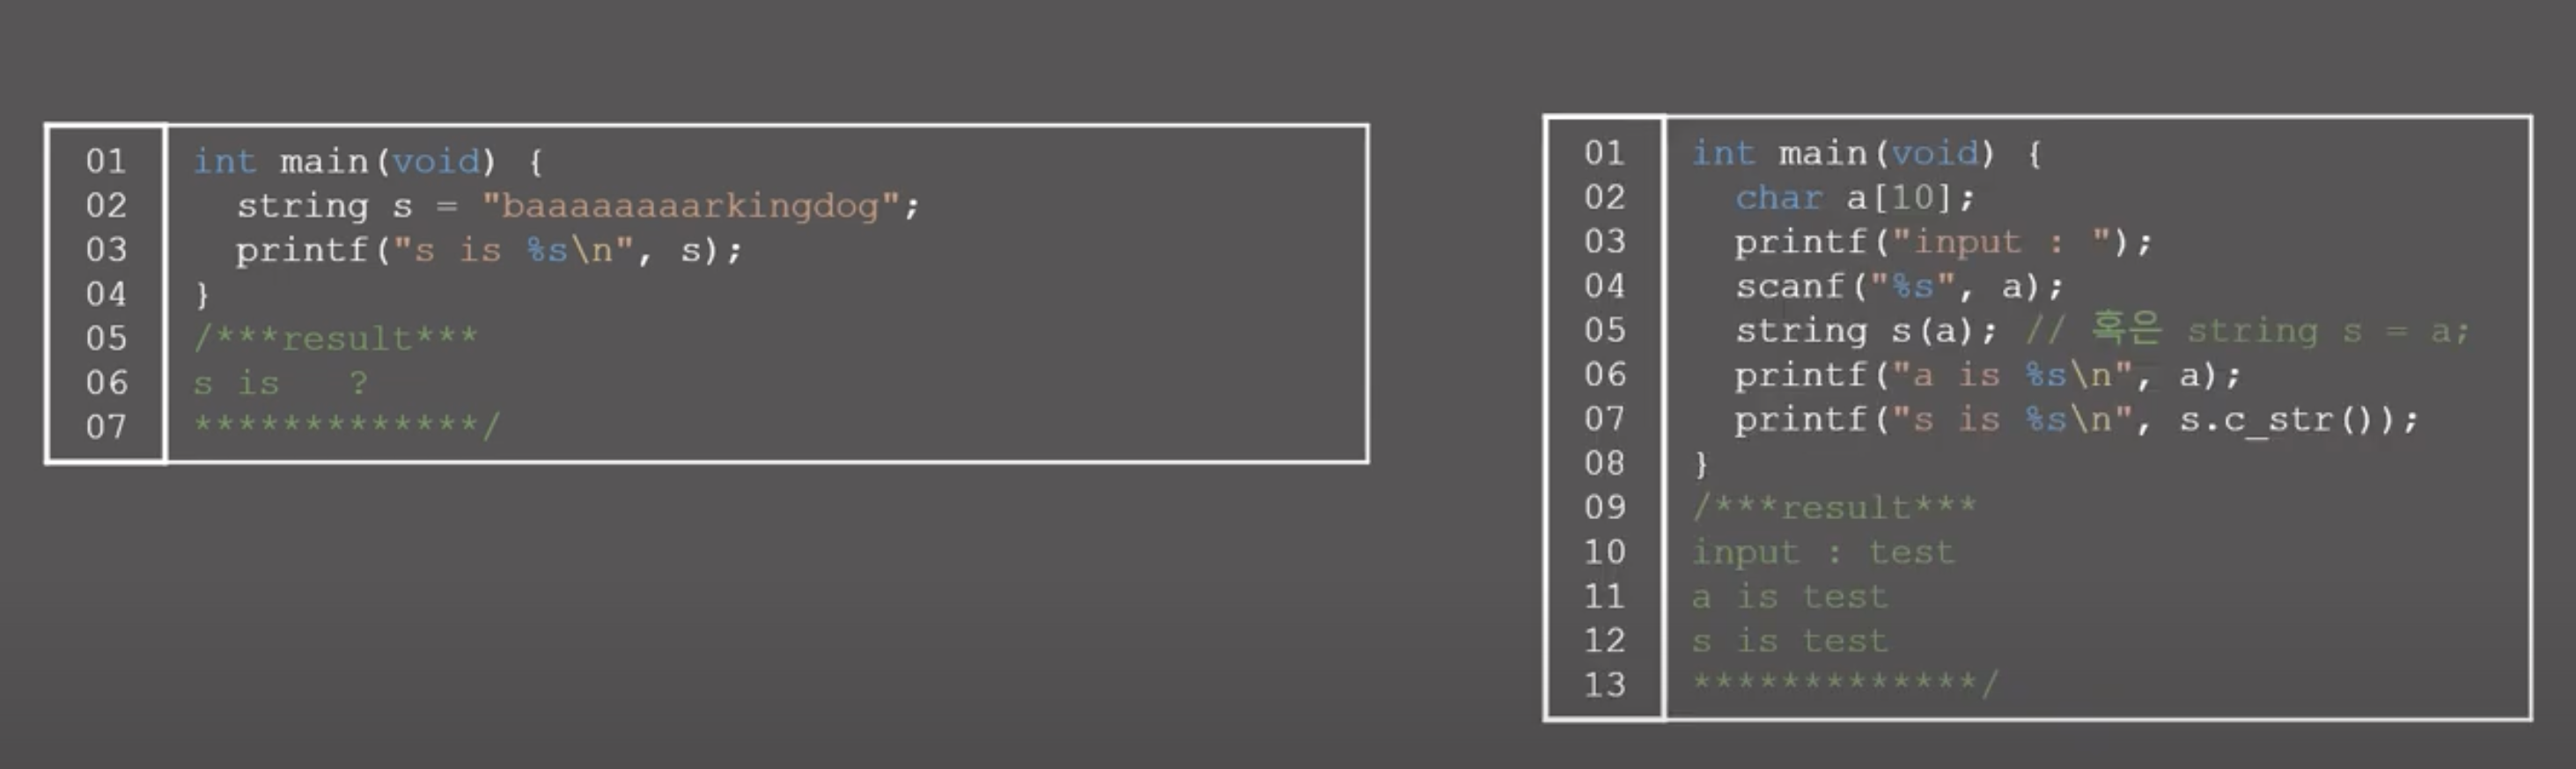 01 int main(void) {
02 string s = "baaaaaaaarkingdog";
03 printf("s is %s\n", s);
04 }
05 /***result***
06 s is   ?
07 *************/
01 int main(void) {
02 char a[10];
03 printf("input : ");
04 scanf("%s", a);
05 string s(a); // 혹은 string s = a;
06 printf("a is %s\n", a);
07 printf("s is %s\n", s.c_str());
08 }
09 /***result***
10 input : test
11 a is test
12 s is test
13 *************/